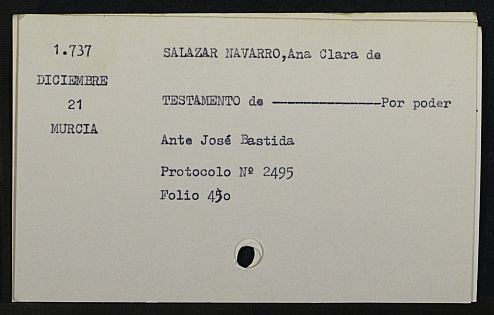 1.737
DICIEMBRE
21
MURCIA
SALAZAR NAVARRO,Ana Clara de
TESTAMENTO de ----------------Por poder
Ante José Bastida
Protocolo Nº 2495
Folio 450